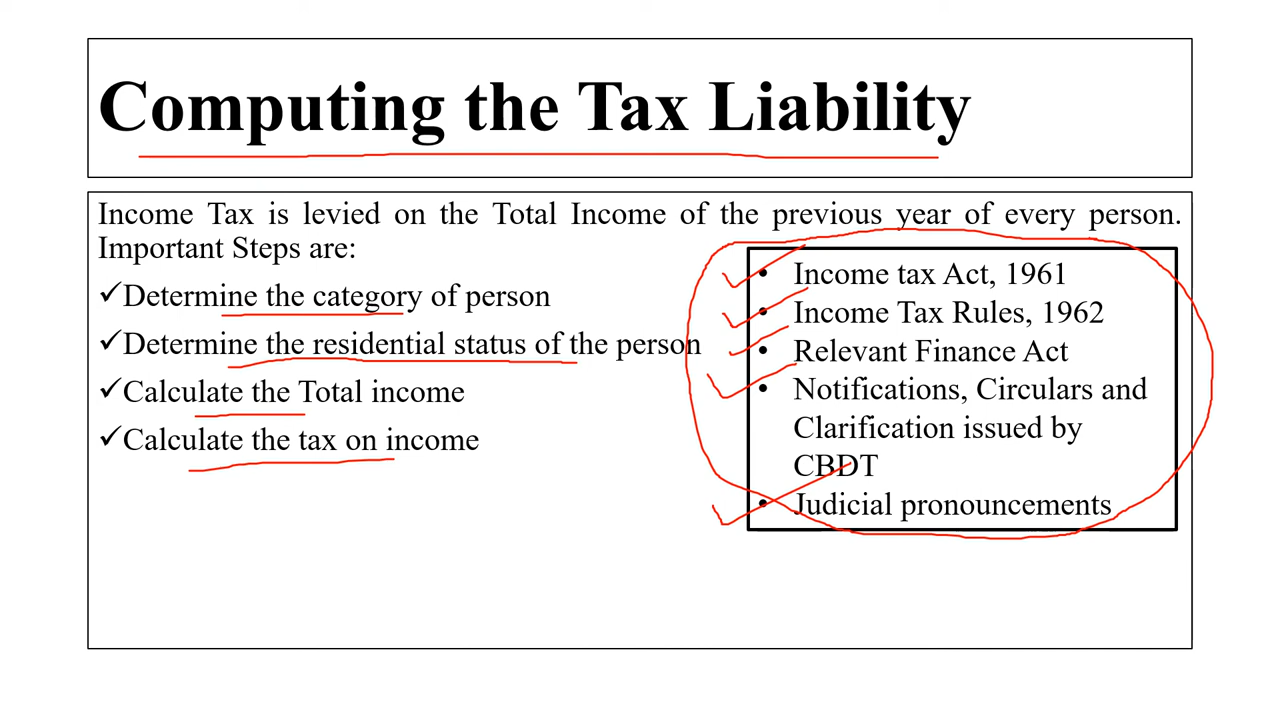 Computing the Tax Liability
Income Tax is levied on the Total Income of the previous year of every person.
Important Steps are:
✓Determine the category of person
✓Determine the residential status of the person
✓Calculate the Total income
✓Calculate the tax on income
• Income tax Act, 1961
• Income Tax Rules, 1962
• Relevant Finance Act
• Notifications, Circulars and
Clarification issued by
CBDT
• Judicial pronouncements